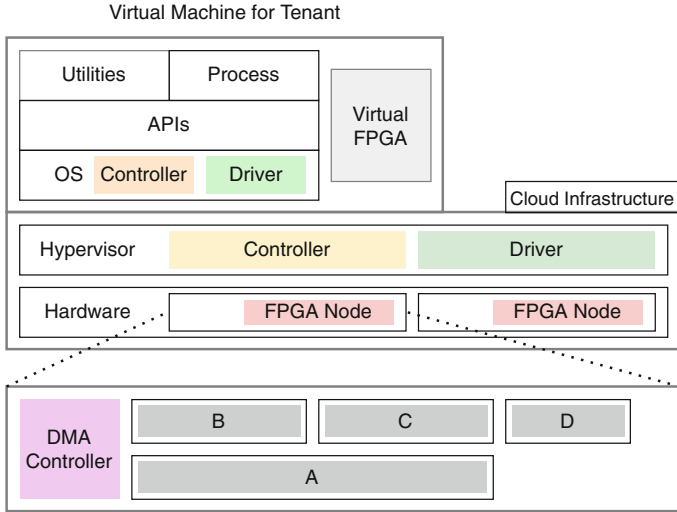 Virtual Machine for Tenant
Utilities Process
APIs
Virtual
FPGA
OS Controller Driver
Cloud Infrastructure
Hypervisor Controller Driver
Hardware FPGA Node FPGA Node
DMA
Controller
B C D
A